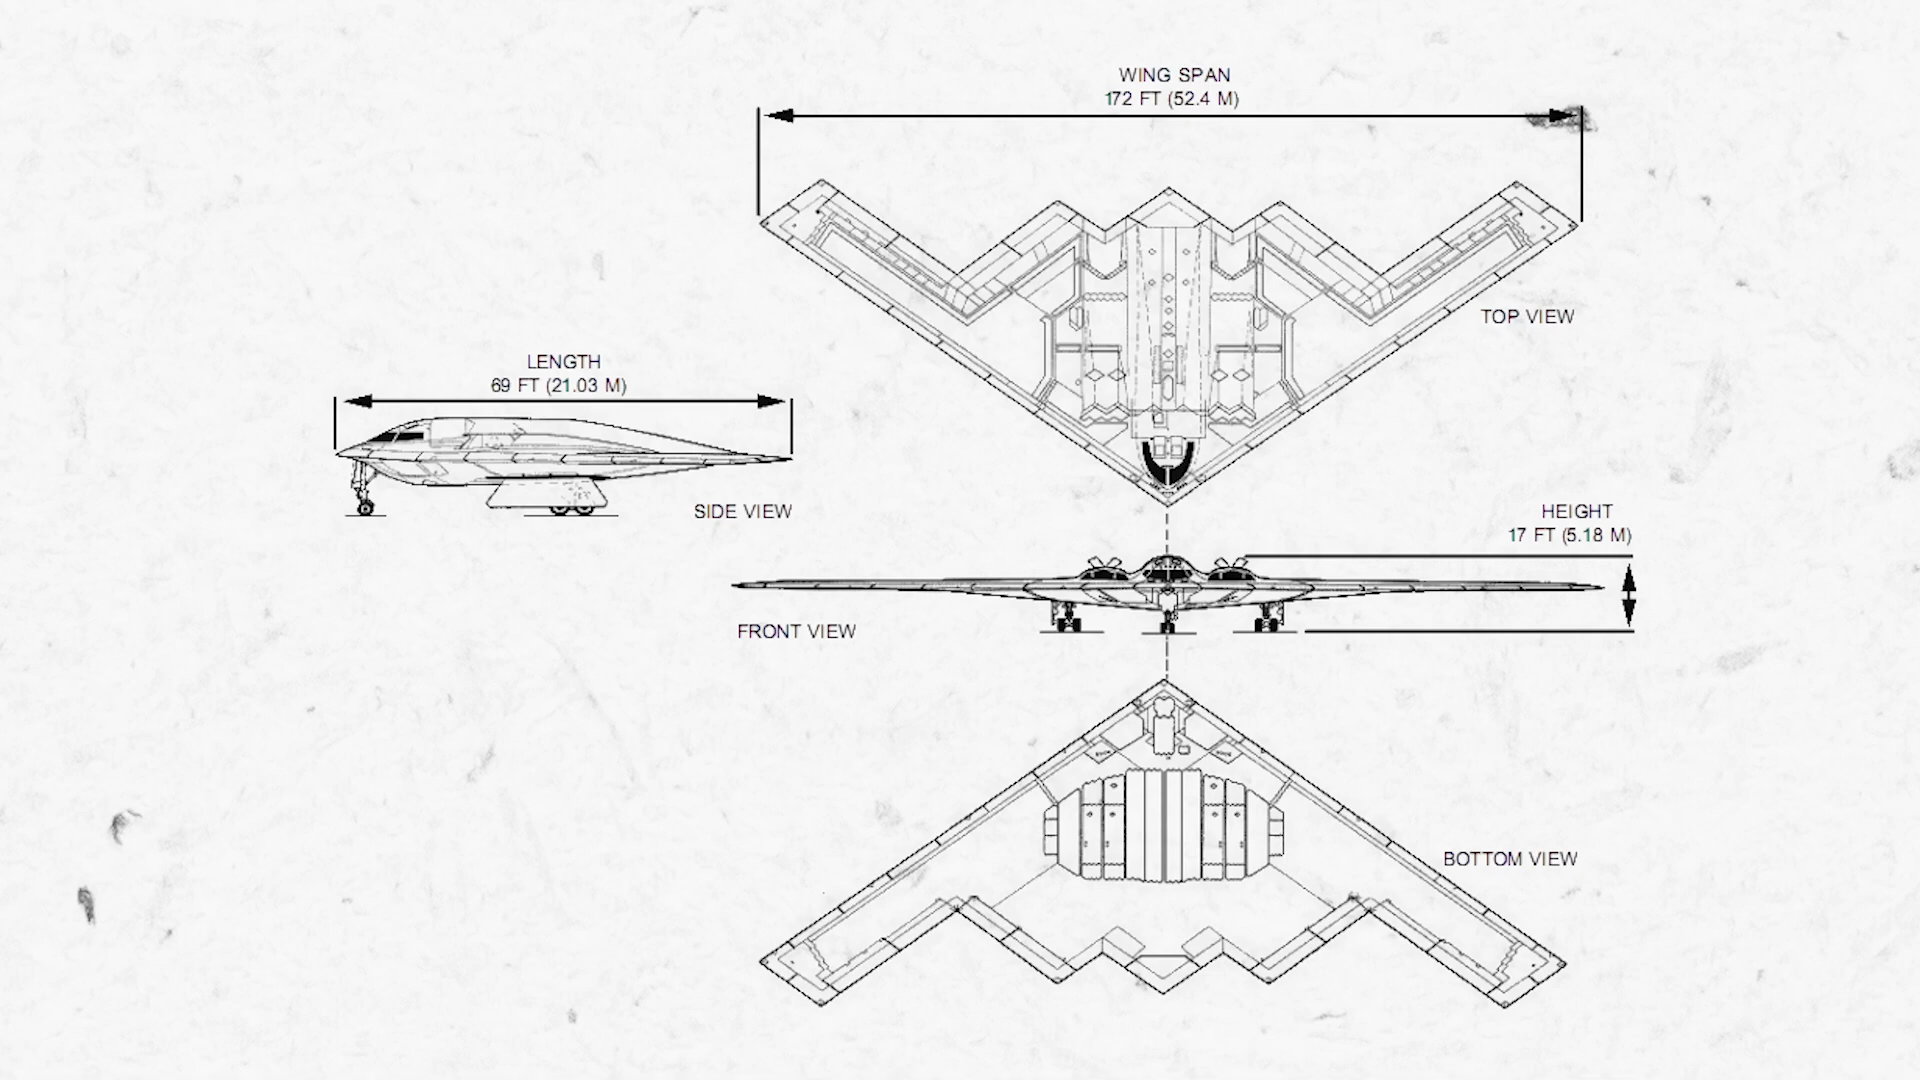 WING SPAN
172 FT (52.4 M)
TOP VIEW
LENGTH
69 FT (21.03 M)
SIDE VIEW
HEIGHT
17 FT (5.18 M)
FRONT VIEW
BOTTOM VIEW